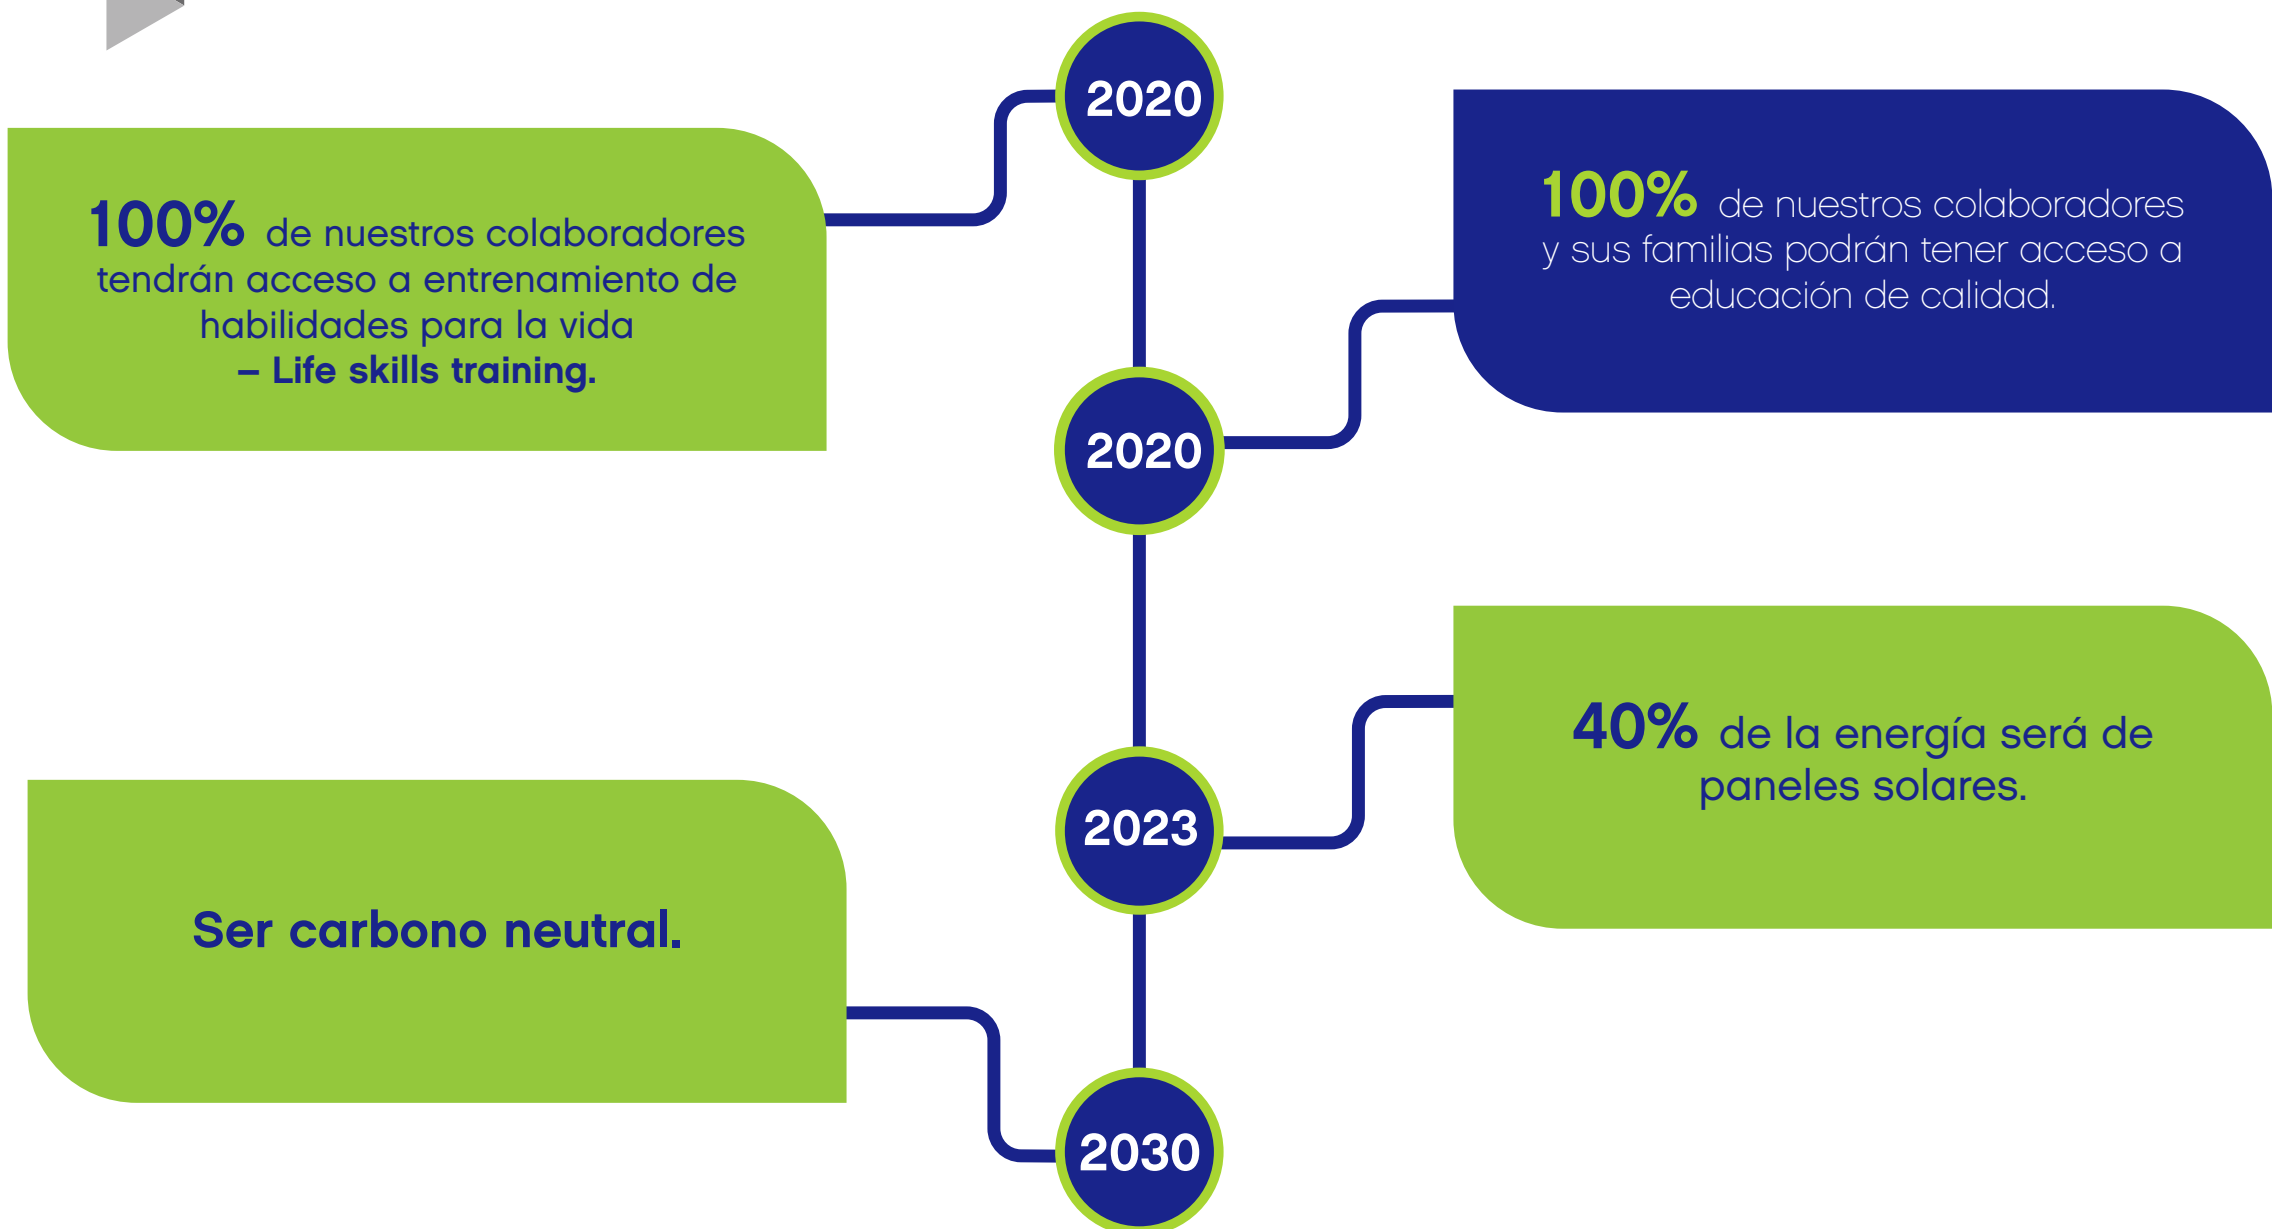 2020
100% de nuestros colaboradores
tendrán acceso a entrenamiento de
habilidades para la vida
– Life skills training.
2020
100% de nuestros colaboradores
y sus familias podrán tener acceso a
educación de calidad.
2023
40% de la energía será de
paneles solares.
2030
Ser carbono neutral.